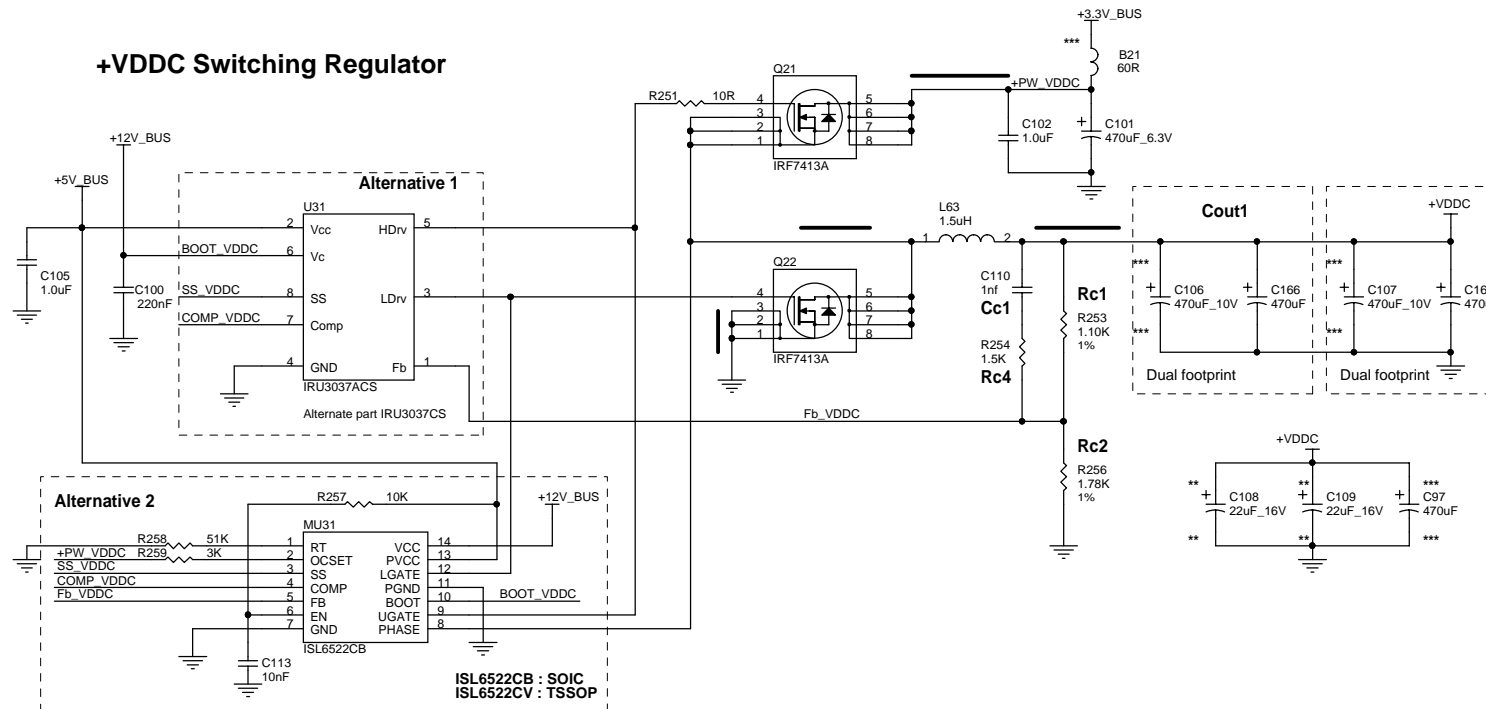 +VDDC Switching Regulator
+3.3V_BUS
***
B21
60R
+PW_VDDC
C102
1.0uF
+
C101
470uF_6.3V
Q21
R251 10R
4
3
2
1
5
6
7
8
IRF7413A
+12V_BUS
+5V_BUS
Alternative 1
U31
2 Vcc HDrv 5
BOOT_VDDC 6 Vc
SS_VDDC 8 SS LDrv 3
COMP_VDDC 7 Comp
4 GND Fb 1
IRU3037ACS
Alternate part IRU3037CS
C105
1.0uF
C100
220nF
L63
1.5uH
1 2
Q22
4
3
2
1
5
6
7
8
IRF7413A
C110
1nf
Cc1
R254
1.5K
Rc4
Rc1
R253
1.10K
1%
Fb_VDDC
Rc2
R256
1.78K
1%
Cout1
***
+
C106
470uF_10V
***
+
C166
470uF
Dual footprint
+VDDC
***
+
C107
470uF_10V
***
+
C16
470
Dual footprint
+VDDC
**
+
C108
22uF_16V
**
**
+
C109
22uF_16V
**
***
+
C97
470uF
***
Alternative 2
R257 10K
+12V_BUS
MU31
R258 51K
+PW_VDDC R259 3K
SS_VDDC
COMP_VDDC
Fb_VDDC
1 RT VCC 14
2 OCSET PVCC 13
3 SS LGATE 12
4 COMP PGND 11
5 FB BOOT 10 BOOT_VDDC
6 EN UGATE 9
7 GND PHASE 8
ISL6522CB
C113
10nF
ISL6522CB : SOIC
ISL6522CV : TSSOP